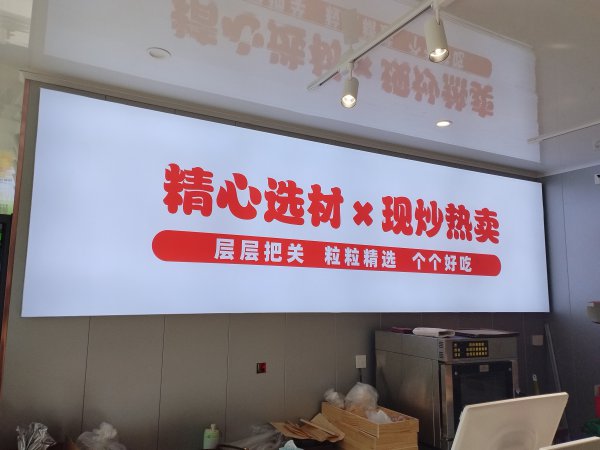 精心选材×现炒热卖
层层把关 粒粒精选 个个好吃